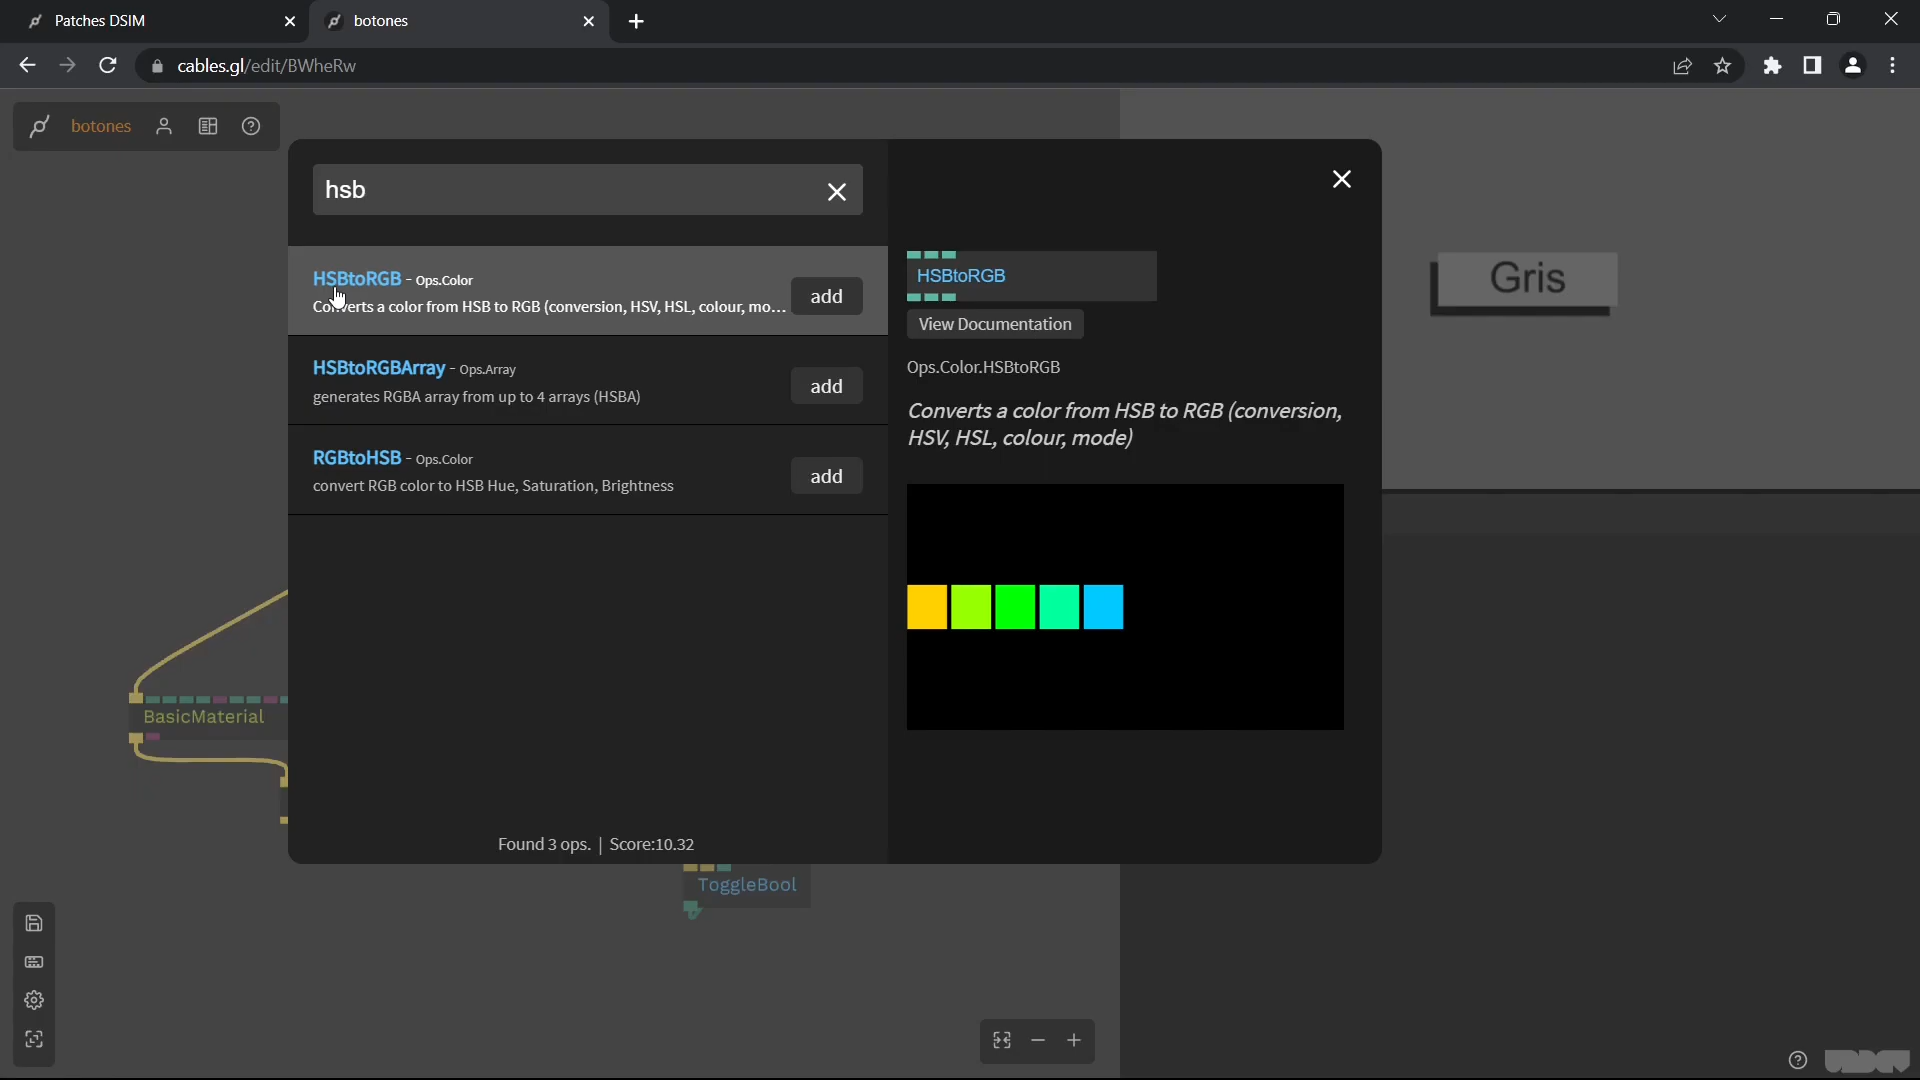 Patches DSIM
botones
cables.gl/edit/BWheRw
botones
hsb
HSBtoRGB - Ops.Color
Converts a color from HSB to RGB (conversion, HSV, HSL, colour, mo...
add
HSBtoRGBArray - Ops.Array
generates RGBA array from up to 4 arrays (HSBA)
add
RGBtoHSB - Ops.Color
convert RGB color to HSB Hue, Saturation, Brightness
add
Found 3 ops. | Score:10.32
HSBtoRGB
View Documentation
Ops.Color.HSBtoRGB
Converts a color from HSB to RGB (conversion,
HSV, HSL, colour, mode)
Gris
BasicMaterial
ToggleBool